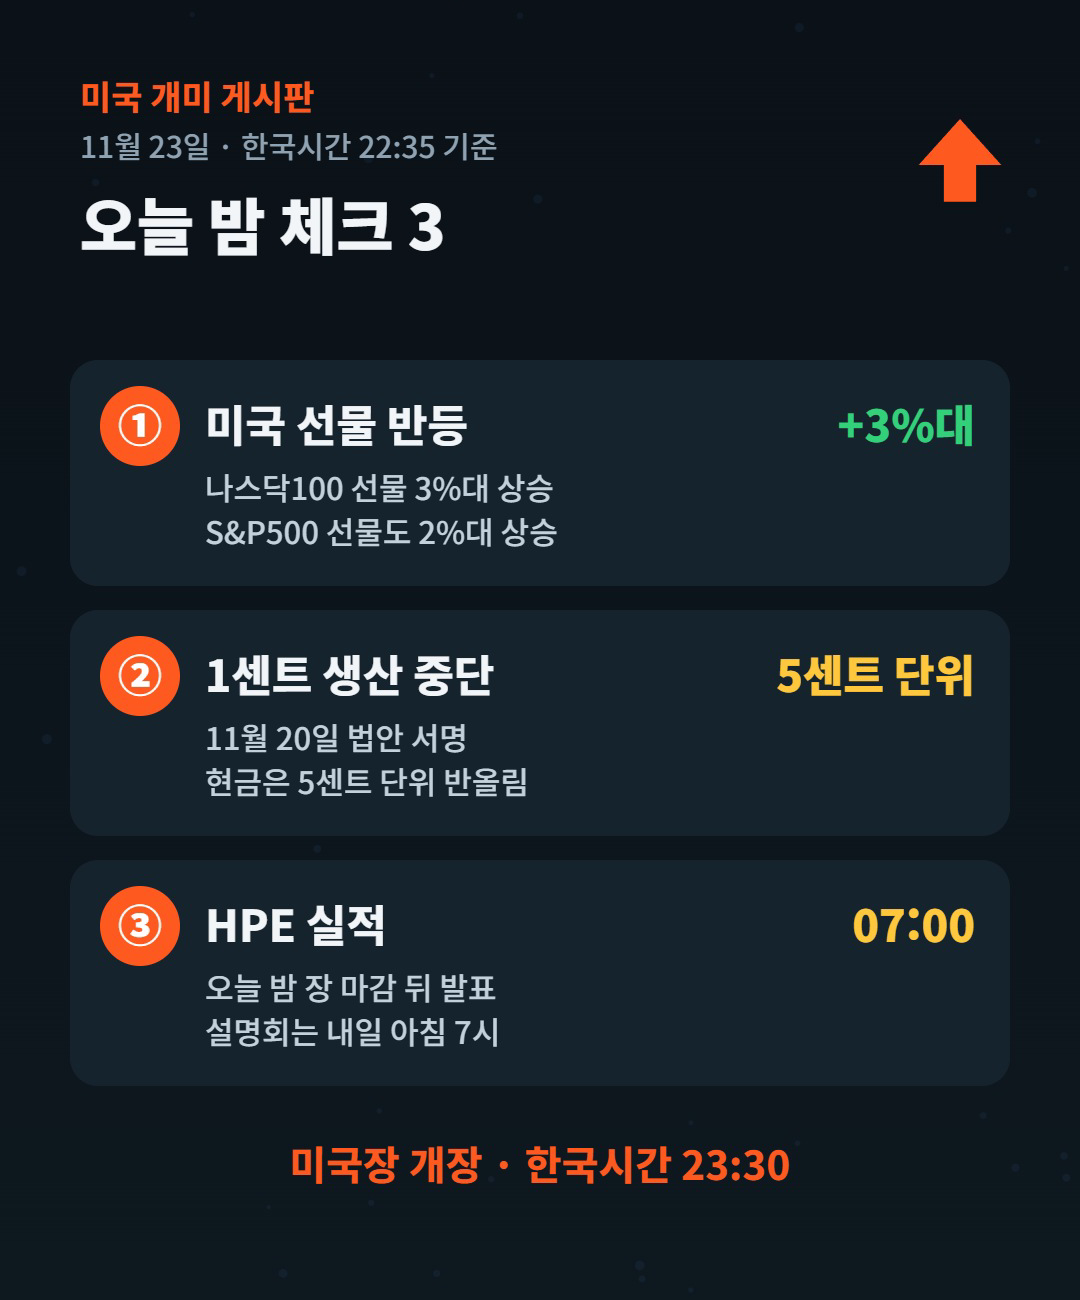 미국 개미 게시판
11월 23일 · 한국시간 22:35 기준
오늘 밤 체크 3
① 미국 선물 반등 +3%대
나스닥100 선물 3%대 상승
S&P500 선물도 2%대 상승
② 1센트 생산 중단 5센트 단위
11월 20일 법안 서명
현금은 5센트 단위 반올림
③ HPE 실적 07:00
오늘 밤 장 마감 뒤 발표
설명회는 내일 아침 7시
미국장 개장 · 한국시간 23:30